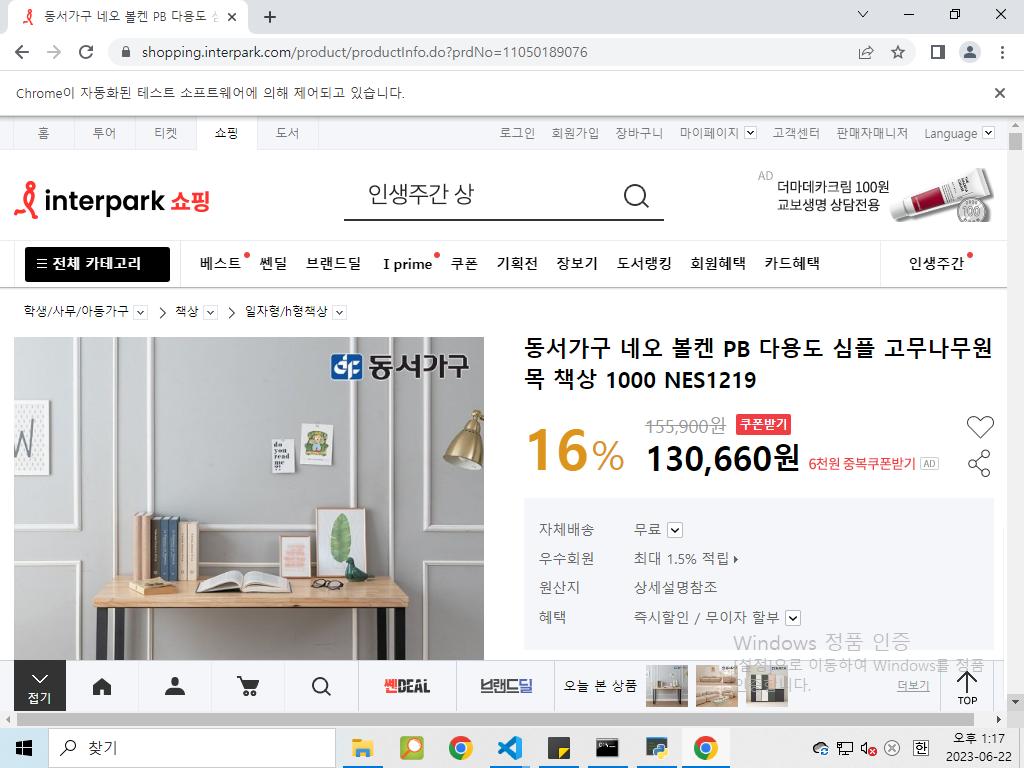 동서가구 네오 볼켄 PB 다용도 심
shopping.interpark.com/product/productInfo.do?prdNo=11050189076
Chrome이 자동화된 테스트 소프트웨어에 의해 제어되고 있습니다.
홈 투어 티켓 쇼핑 도서 로그인 회원가입 장바구니 마이페이지 고객센터 판매자매니저 Language
interpark 쇼핑
인생주간 상
AD
더마데카크림 100원
교보생명 상담전용
100
전체 카테고리 베스트 쎈딜 브랜드딜 I prime 쿠폰 기획전 장보기 도서랭킹 회원혜택 카드혜택 인생주간
학생/사무/아동가구 책상 일자형/h형책상
동서가구
do
you
read
me
동서가구 네오 볼켄 PB 다용도 심플 고무나무원
목 책상 1000 NES1219
155,900원 쿠폰받기
16% 130,660원 6천원 중복쿠폰받기 AD
자체배송 무료
우수회원 최대 1.5% 적립
원산지 상세설명참조
혜택 즉시할인 / 무이자 할부
Windows 정품 인증
[설정]으로 이동하여 Windows를 정품
인증합니다.
접기 쎈DEAL 브랜드딜 오늘 본 상품 더보기 TOP
찾기
한
오후 1:17
2023-06-22